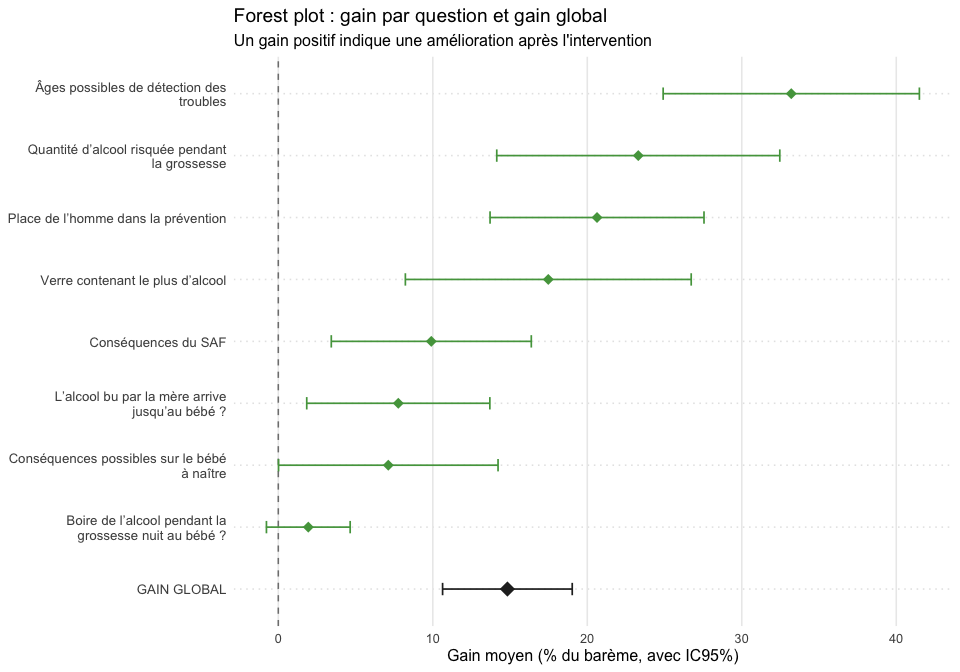 Forest plot : gain par question et gain global
Un gain positif indique une amélioration après l'intervention
Âges possibles de détection des
troubles
Quantité d’alcool risquée pendant
la grossesse
Place de l’homme dans la prévention
Verre contenant le plus d’alcool
Conséquences du SAF
L’alcool bu par la mère arrive
jusqu’au bébé ?
Conséquences possibles sur le bébé
à naître
Boire de l’alcool pendant la
grossesse nuit au bébé ?
GAIN GLOBAL
0 10 20 30 40
Gain moyen (% du barème, avec IC95%)